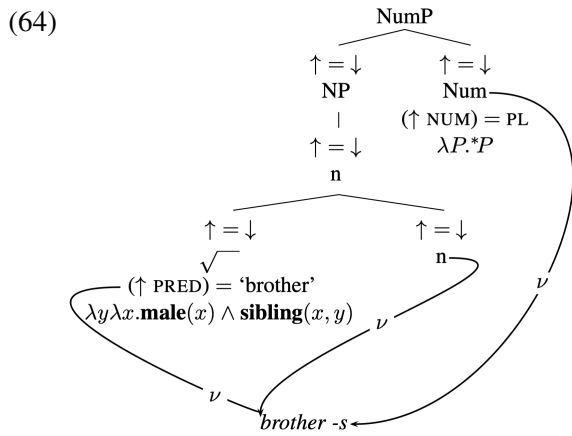 (64)
NumP
↑ = ↓ ↑ = ↓
NP Num
(↑ NUM) = PL
λP.*P
↑ = ↓
n
↑ = ↓ ↑ = ↓
√ n
(↑ PRED) = ‘brother’
λyλx.male(x) ∧ sibling(x, y)
ν ν ν
brother -s